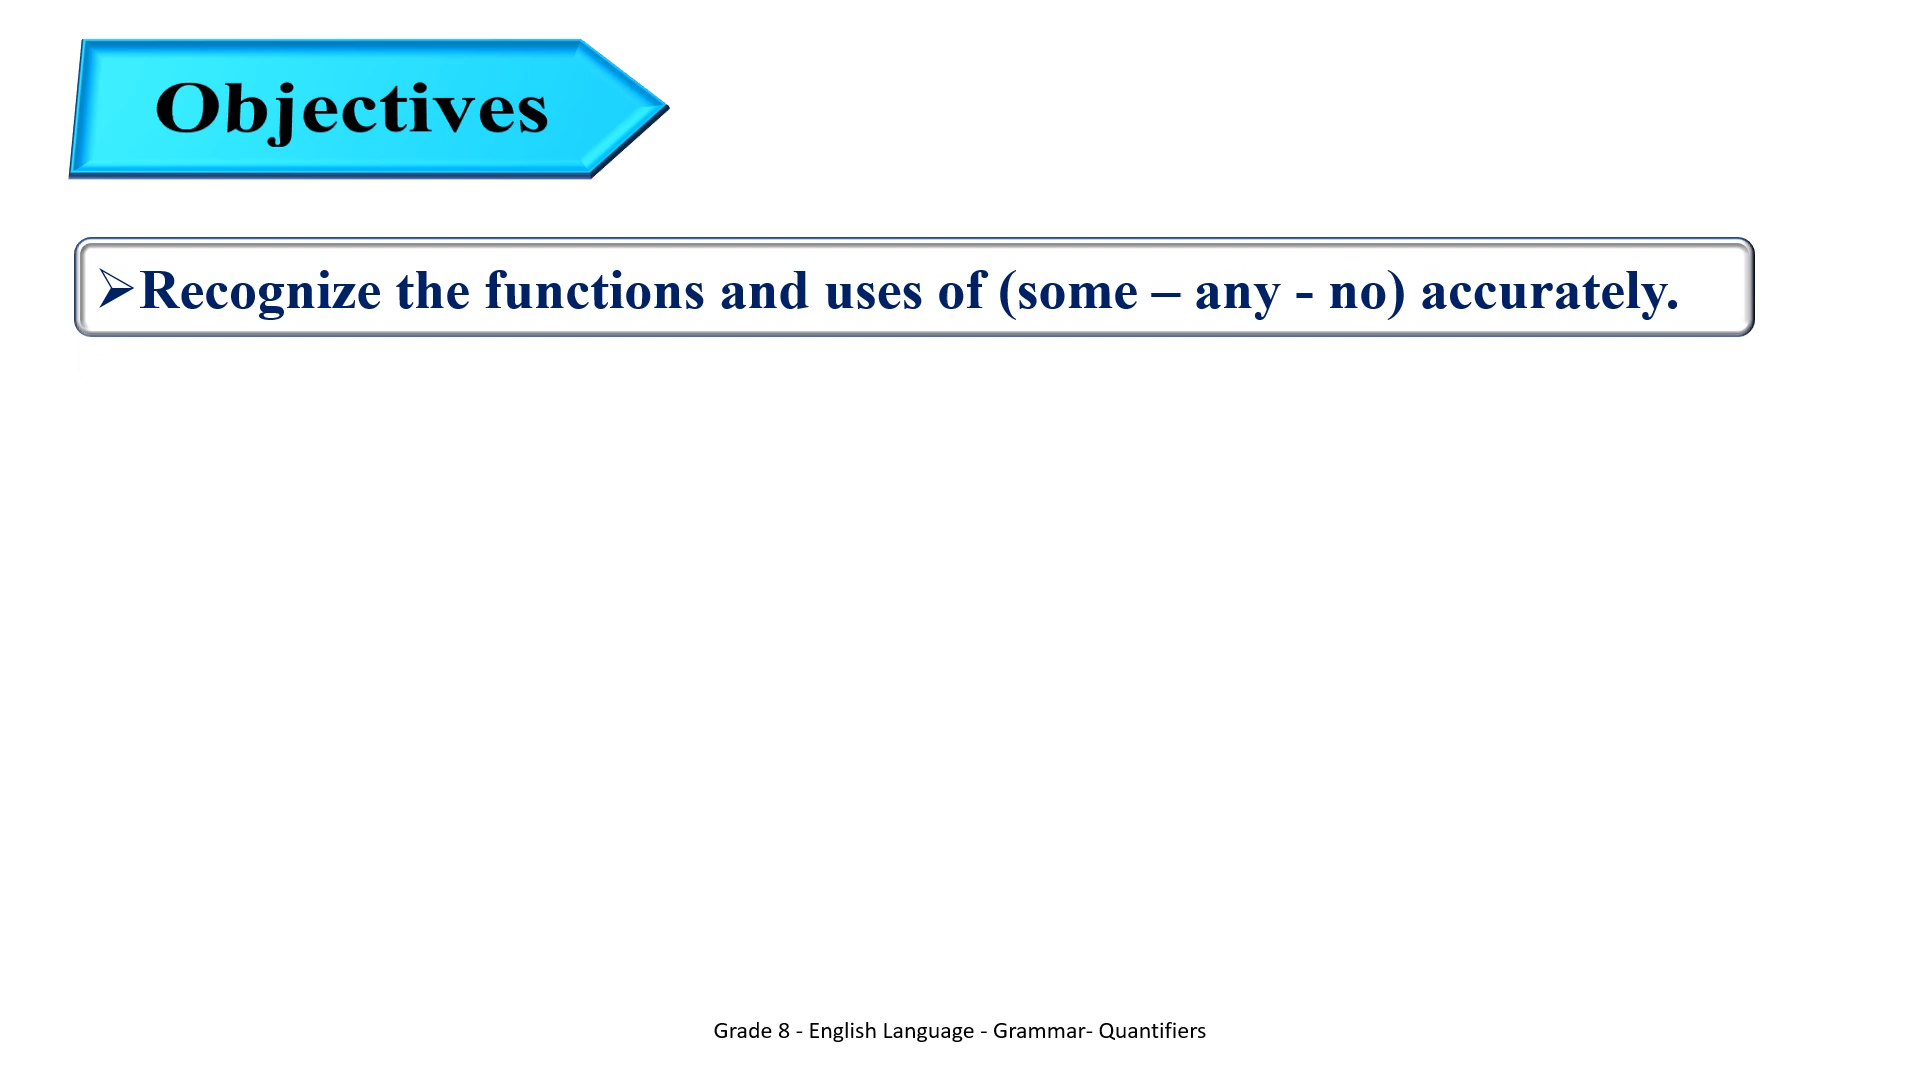 Objectives
➢Recognize the functions and uses of (some – any - no) accurately.
Grade 8 - English Language - Grammar- Quantifiers